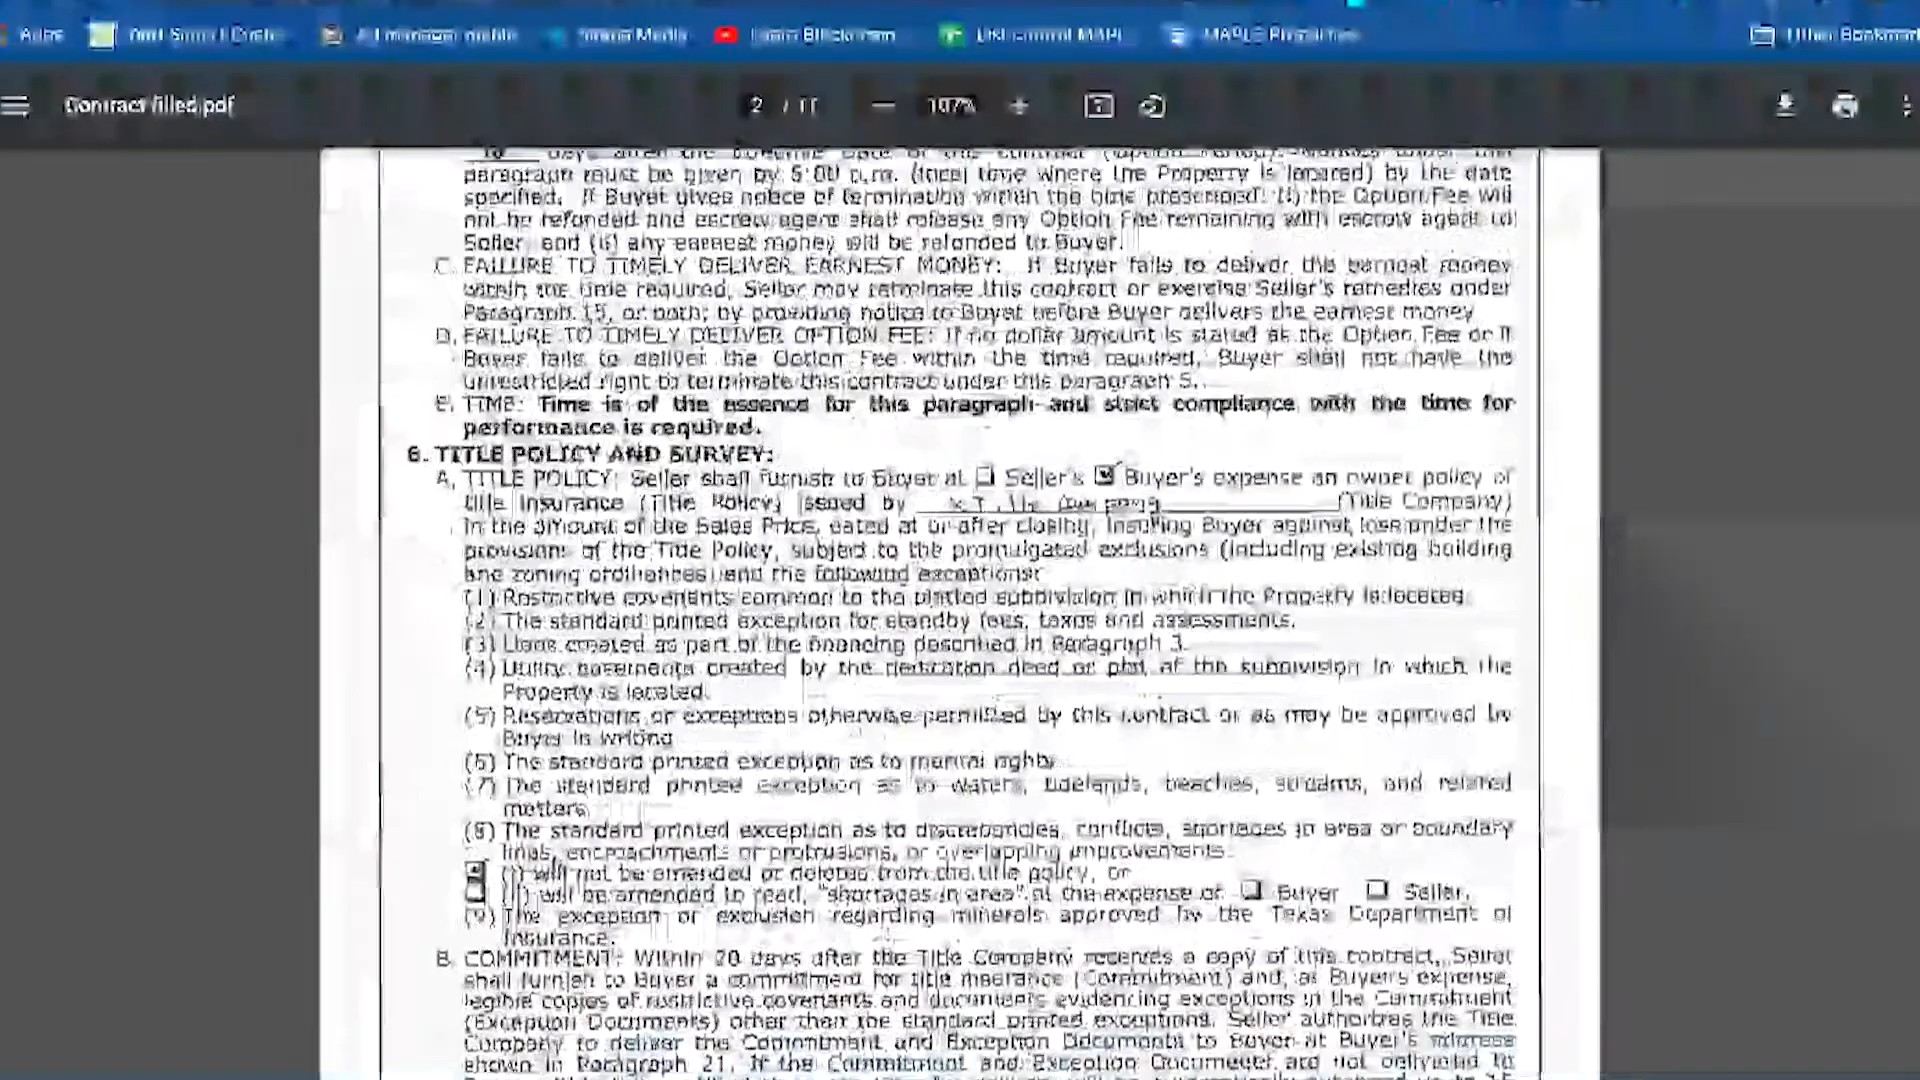 Contract filled.pdf
2 / 11
107%
Other Bookmark
paragraph must be given by 5:00 p.m. (local time where the Property is located) by the date
specified. If Buyer gives notice of termination within the time prescribed: (i) the Option Fee will
not be refunded and escrow agent shall release any Option Fee remaining with escrow agent to
Seller; and (ii) any earnest money will be refunded to Buyer.
C. FAILURE TO TIMELY DELIVER EARNEST MONEY: If Buyer fails to deliver the earnest money
within the time required, Seller may terminate this contract or exercise Seller's remedies under
Paragraph 15, or both, by providing notice to Buyer before Buyer delivers the earnest money
D. FAILURE TO TIMELY DELIVER OPTION FEE: If no dollar amount is stated as the Option Fee or if
Buyer fails to deliver the Option Fee within the time required, Buyer shall not have the
unrestricted right to terminate this contract under this paragraph 5.
E. TIME: Time is of the essence for this paragraph and strict compliance with the time for
performance is required.
6. TITLE POLICY AND SURVEY:
A. TITLE POLICY: Seller shall furnish to Buyer at Seller's Buyer's expense an owner policy of
title insurance (Title Policy) issued by (Title Company)
in the amount of the Sales Price, dated at or after closing, insuring Buyer against loss under the
provisions of the Title Policy, subject to the promulgated exclusions (including existing building
and zoning ordinances) and the following exceptions:
(1) Restrictive covenants common to the platted subdivision in which the Property is located.
(2) The standard printed exception for standby fees, taxes and assessments.
(3) Liens created as part of the financing described in Paragraph 3.
(4) Utility easements created by the dedication deed or plat of the subdivision in which the
Property is located.
(5) Reservations or exceptions otherwise permitted by this contract or as may be approved by
Buyer in writing
(6) The standard printed exception as to marital rights
(7) The standard printed exception as to waters, tidelands, beaches, streams, and related
matters
(8) The standard printed exception as to discrepancies, conflicts, shortages in area or boundary
lines, encroachments or protrusions, or overlapping improvements:
(i) will not be amended or deleted from the title policy; or
(ii) will be amended to read, "shortages in area" at the expense of Buyer Seller.
(9) The exception or exclusion regarding minerals approved by the Texas Department of
Insurance.
B. COMMITMENT: Within 20 days after the Title Company receives a copy of this contract, Seller
shall furnish to Buyer a commitment for title insurance (Commitment) and, at Buyer's expense,
legible copies of restrictive covenants and documents evidencing exceptions in the Commitment
(Exception Documents) other than the standard printed exceptions. Seller authorizes the Title
Company to deliver the Commitment and Exception Documents to Buyer at Buyer's address
shown in Paragraph 21. If the Commitment and Exception Documents are not delivered to